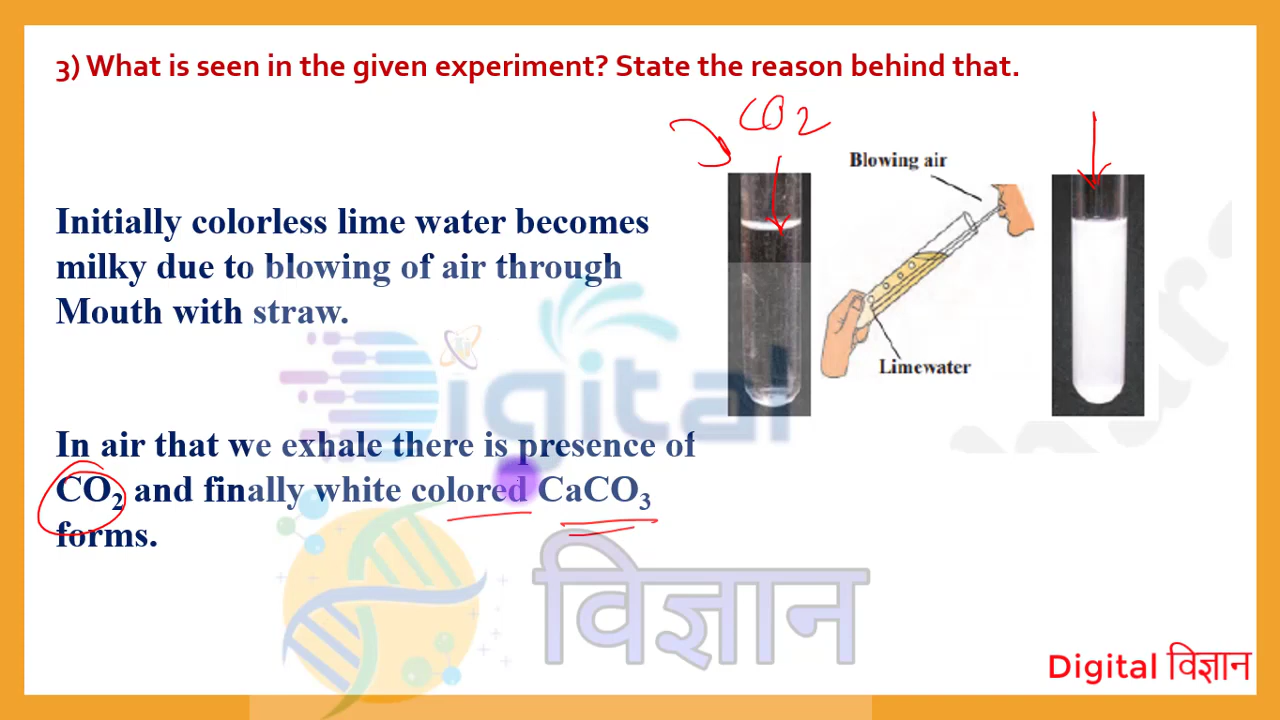 3) What is seen in the given experiment? State the reason behind that.
CO2
Blowing air
Initially colorless lime water becomes
milky due to blowing of air through
Mouth with straw.
Limewater
Digital
In air that we exhale there is presence of
CO₂ and finally white colored CaCO₃
forms.
विज्ञान
Digital विज्ञान